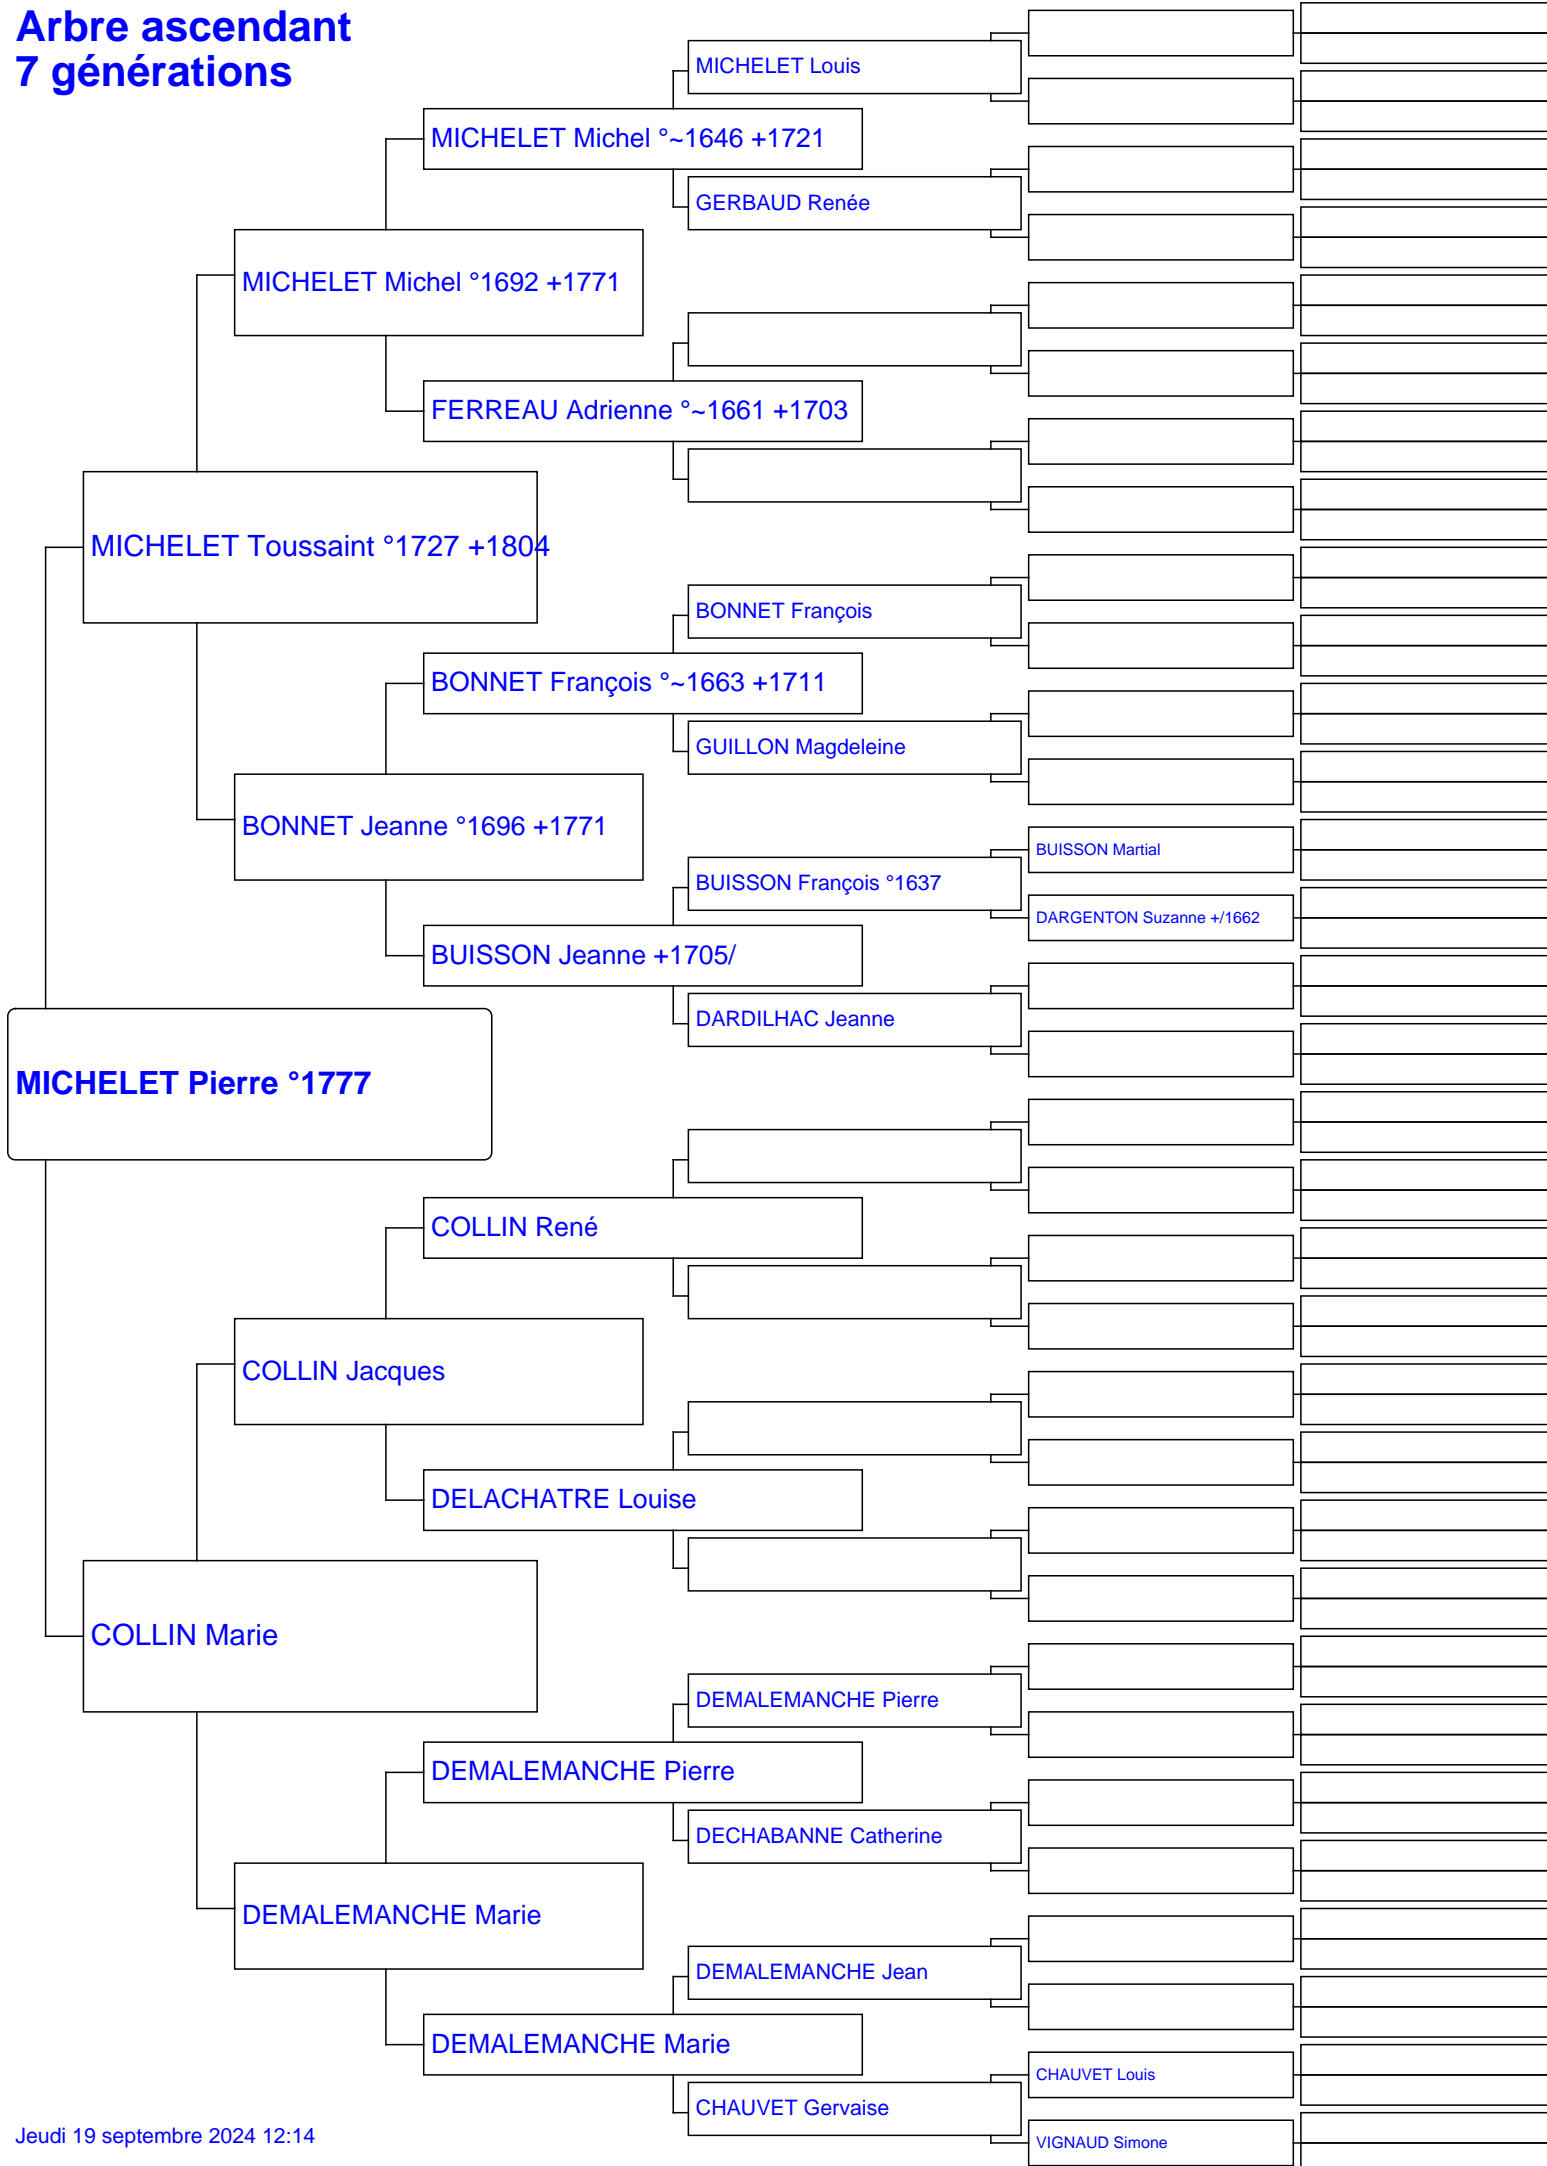 Arbre ascendant
7 générations
MICHELET Louis
MICHELET Michel °~1646 +1721
GERBAUD Renée
MICHELET Michel °1692 +1771
FERREAU Adrienne °~1661 +1703
MICHELET Toussaint °1727 +1804
BONNET François
BONNET François °~1663 +1711
GUILLON Magdeleine
BONNET Jeanne °1696 +1771
BUISSON Martial
BUISSON François °1637
DARGENTON Suzanne +/1662
BUISSON Jeanne +1705/
DARDILHAC Jeanne
MICHELET Pierre °1777
COLLIN René
COLLIN Jacques
DELACHATRE Louise
COLLIN Marie
DEMALEMANCHE Pierre
DEMALEMANCHE Pierre
DECHABANNE Catherine
DEMALEMANCHE Marie
DEMALEMANCHE Jean
DEMALEMANCHE Marie
CHAUVET Louis
CHAUVET Gervaise
VIGNAUD Simone
Jeudi 19 septembre 2024 12:14